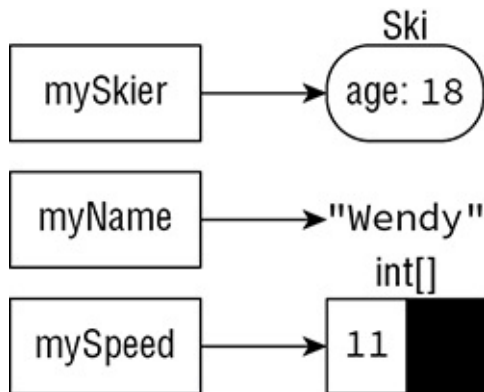 Ski
mySkier age: 18
myName "Wendy"
int[]
mySpeed 11